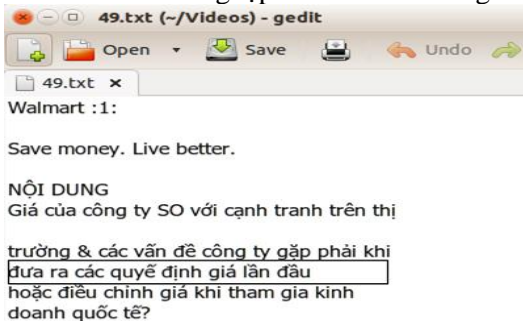 49.txt (~/Videos) - gedit
Open Save Undo
49.txt x
Walmart :1:
Save money. Live better.
NỘI DUNG
Giá của công ty SO với cạnh tranh trên thị
trường & các vấn đề công ty gặp phải khi
đưa ra các quyế định giá lần đầu
hoặc điều chỉnh giá khi tham gia kinh
doanh quốc tế?